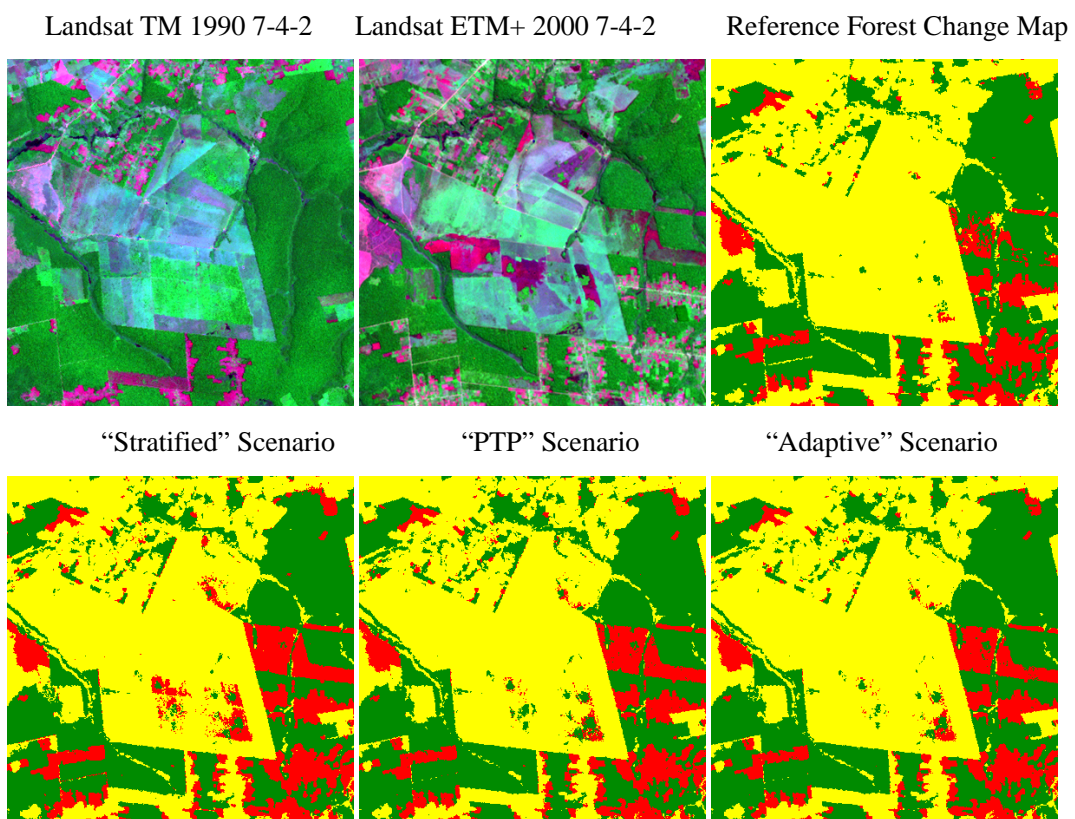 Landsat TM 1990 7-4-2
Landsat ETM+ 2000 7-4-2
Reference Forest Change Map
“Stratified” Scenario
“PTP” Scenario
“Adaptive” Scenario